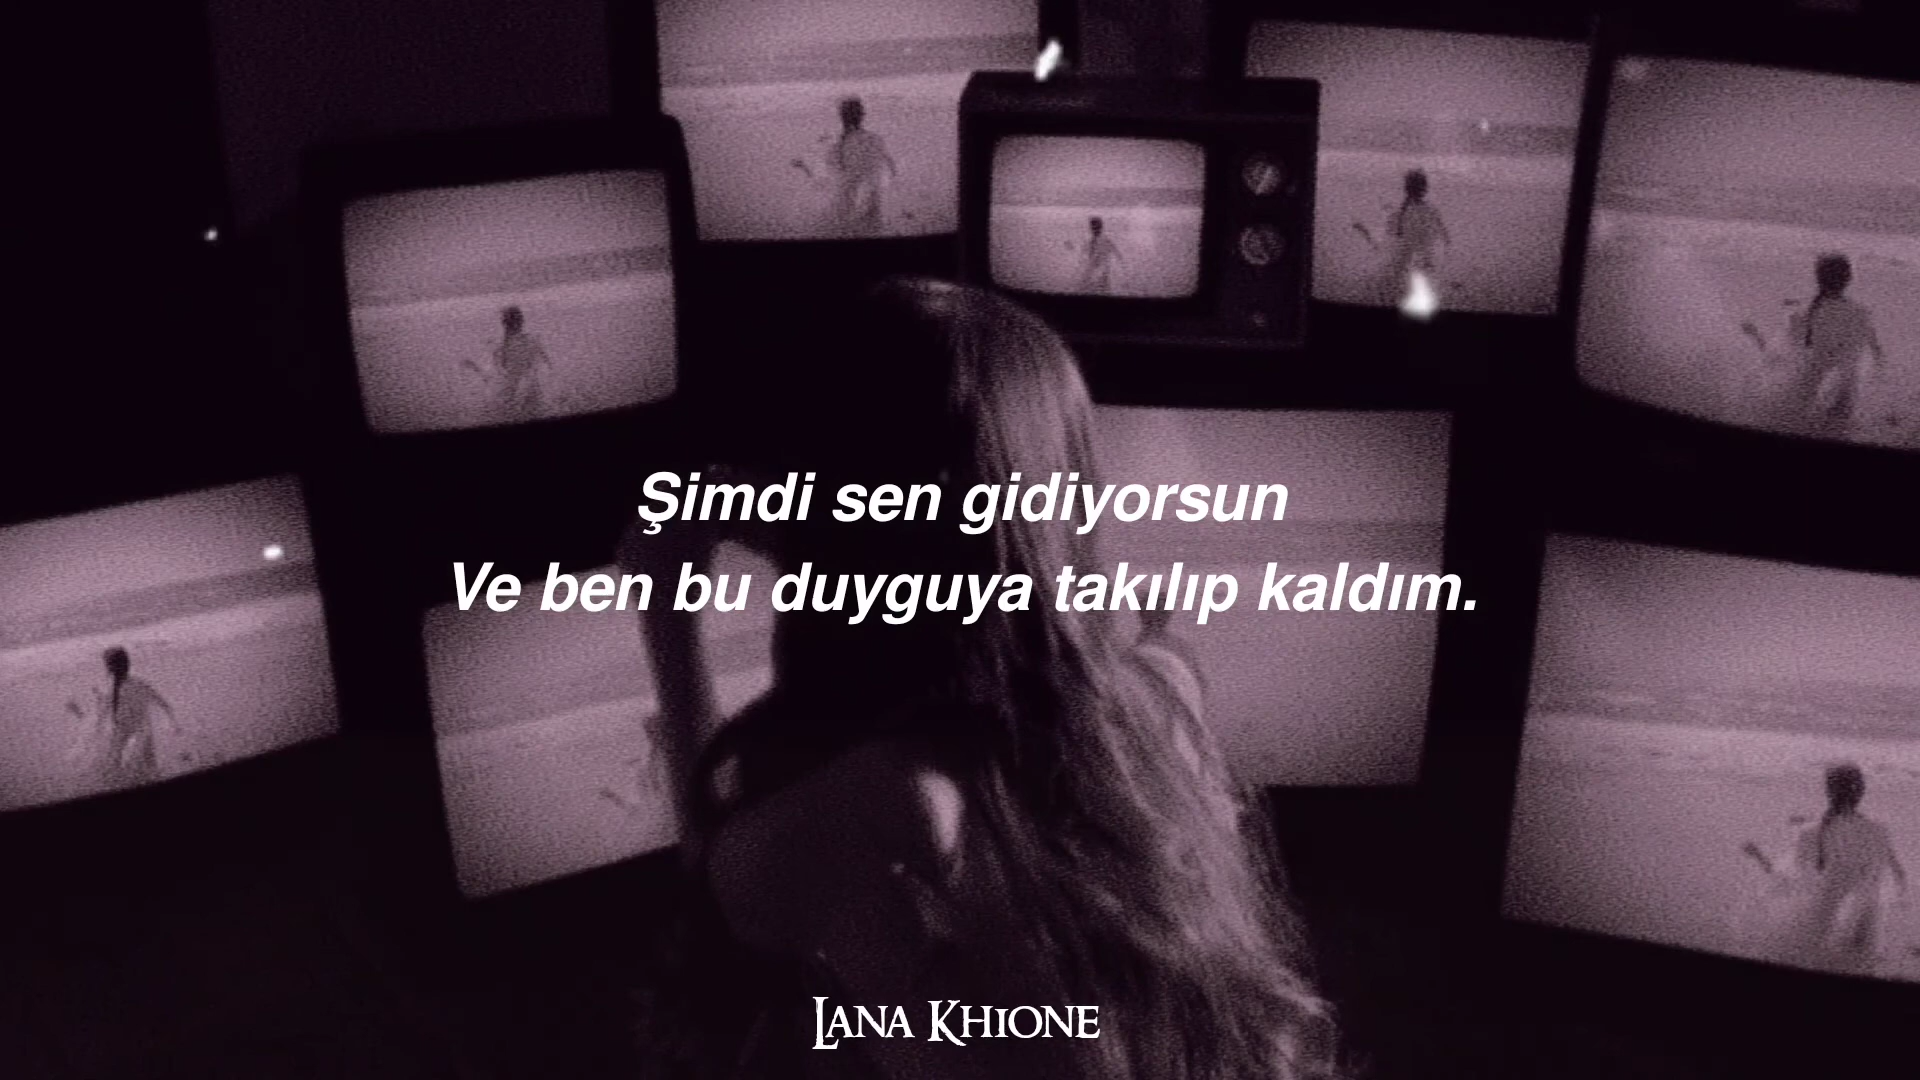 Şimdi sen gidiyorsun
Ve ben bu duyguya takılıp kaldım.
LANA KHIONE